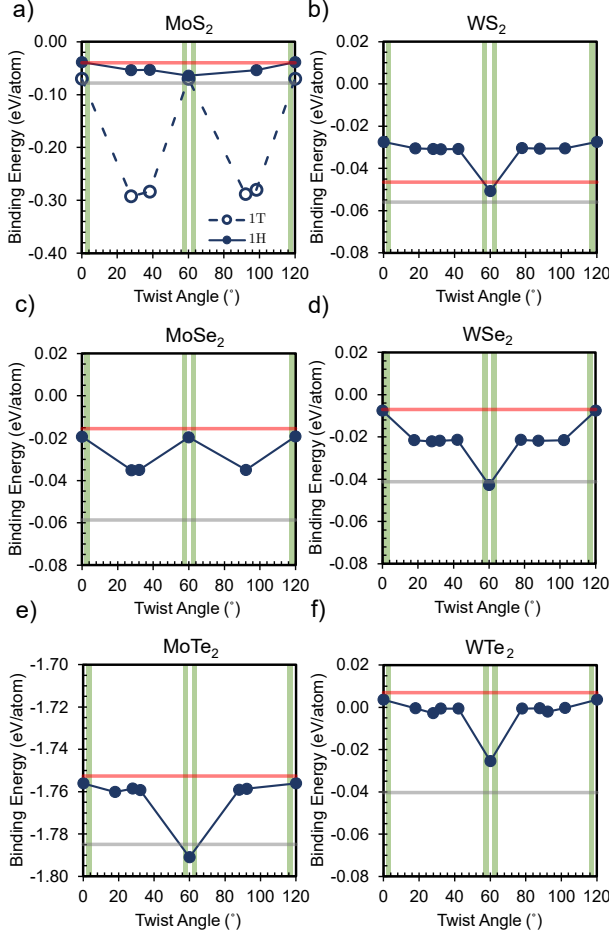 a) MoS2
Binding Energy (eV/atom)
0.00
-0.10
-0.20
-0.30
-0.40
1T
1H
0 20 40 60 80 100 120
Twist Angle (°)
b) WS2
Binding Energy (eV/atom)
0.02
0.00
-0.02
-0.04
-0.06
-0.08
0 20 40 60 80 100 120
Twist Angle (°)
c) MoSe2
Binding Energy (eV/atom)
0.02
0.00
-0.02
-0.04
-0.06
-0.08
0 20 40 60 80 100 120
Twist Angle (°)
d) WSe2
Binding Energy (eV/atom)
0.02
0.00
-0.02
-0.04
-0.06
-0.08
0 20 40 60 80 100 120
Twist Angle (°)
e) MoTe2
Binding Energy (eV/atom)
-1.70
-1.72
-1.74
-1.76
-1.78
-1.80
0 20 40 60 80 100 120
Twist Angle (°)
f) WTe2
Binding Energy (eV/atom)
0.02
0.00
-0.02
-0.04
-0.06
-0.08
0 20 40 60 80 100 120
Twist Angle (°)